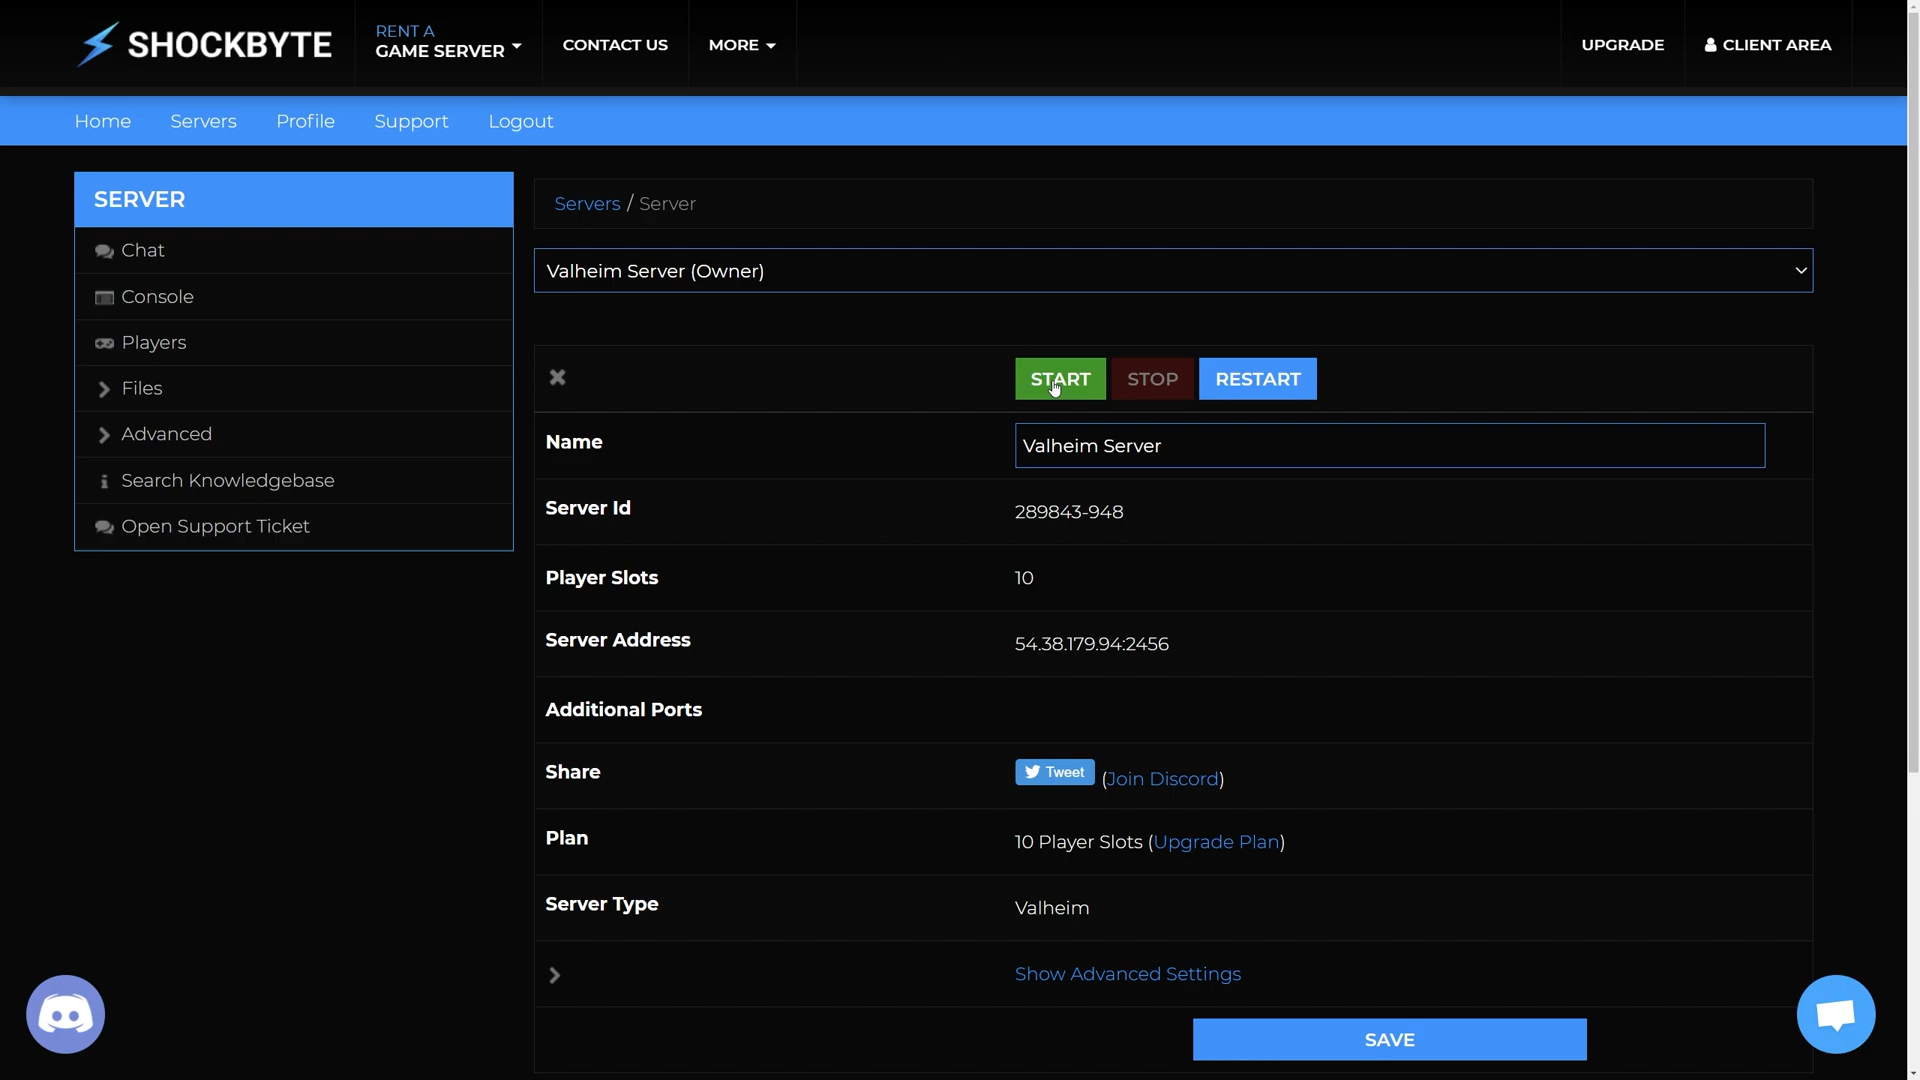 SHOCKBYTE
RENT A
GAME SERVER
CONTACT US
MORE
UPGRADE
CLIENT AREA
Home
Servers
Profile
Support
Logout
SERVER
Chat
Console
Players
Files
Advanced
Search Knowledgebase
Open Support Ticket
Servers / Server
Valheim Server (Owner)
START
STOP
RESTART
Name
Valheim Server
Server Id
289843-948
Player Slots
10
Server Address
54.38.179.94:2456
Additional Ports
Share
Tweet (Join Discord)
Plan
10 Player Slots (Upgrade Plan)
Server Type
Valheim
Show Advanced Settings
SAVE